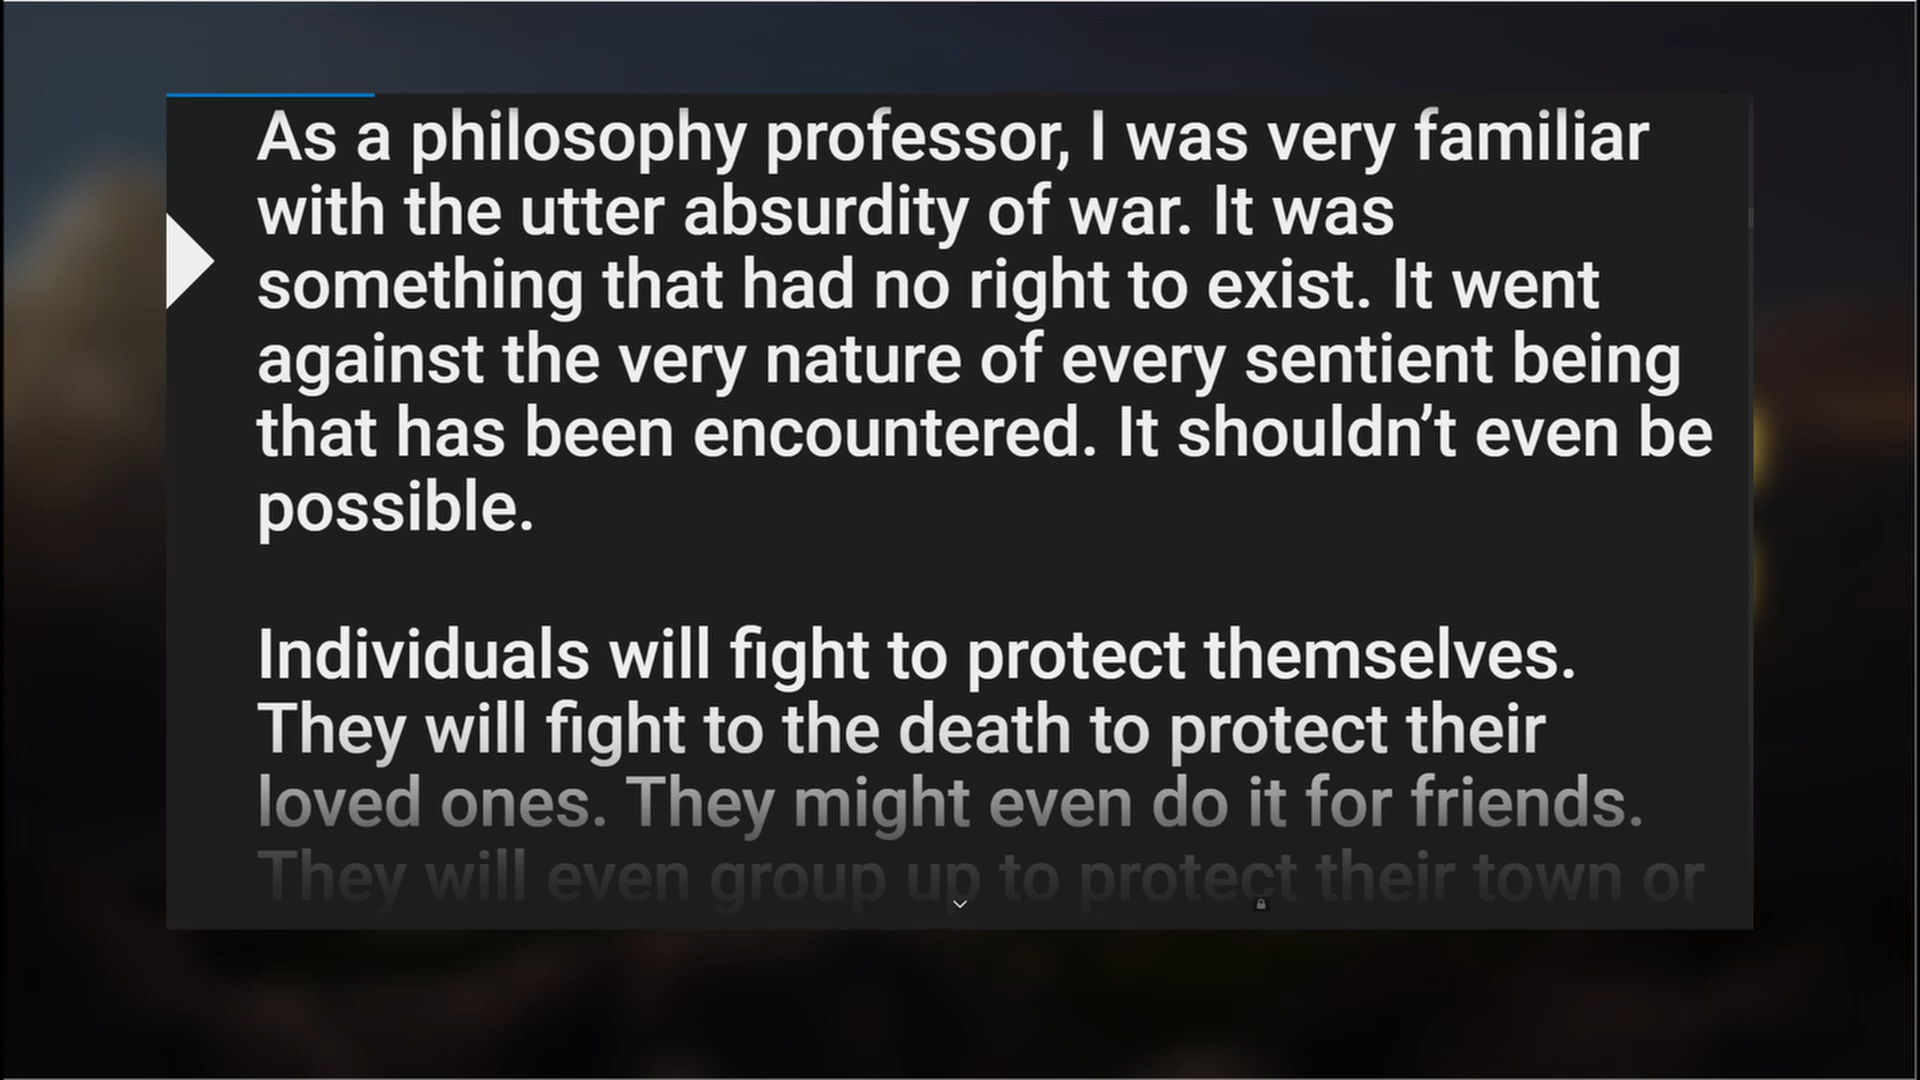 As a philosophy professor, I was very familiar
with the utter absurdity of war. It was
something that had no right to exist. It went
against the very nature of every sentient being
that has been encountered. It shouldn’t even be
possible.
Individuals will fight to protect themselves.
They will fight to the death to protect their
loved ones. They might even do it for friends.
They will even group up to protect their town or